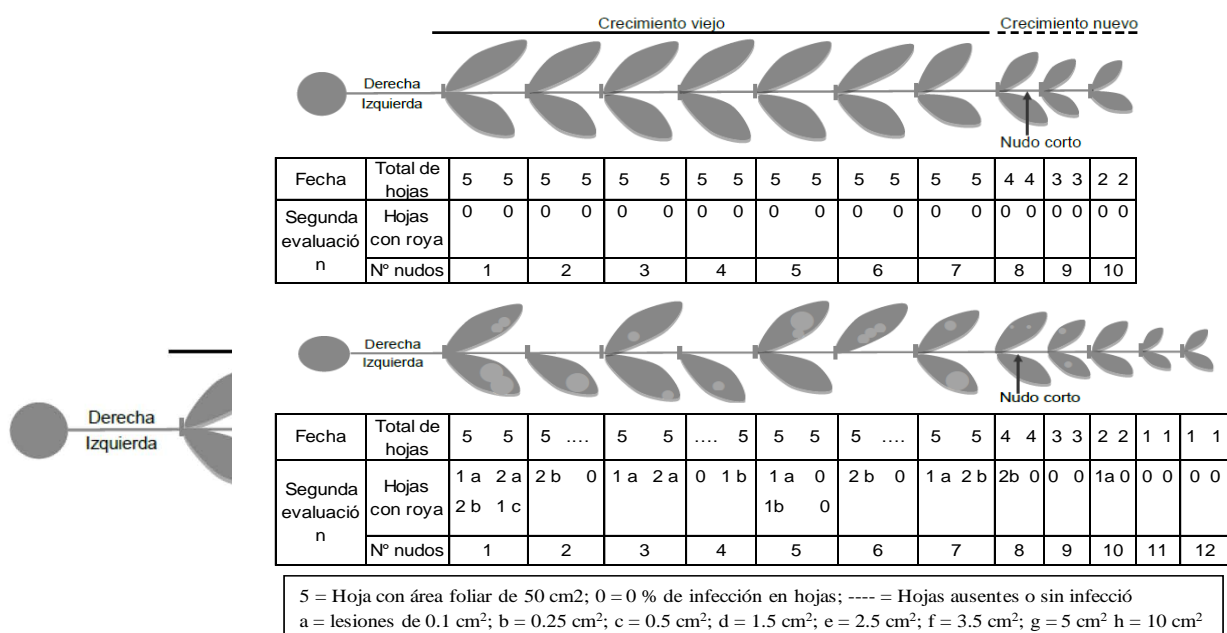 Crecimiento viejo Crecimiento nuevo
Derecha
Izquierda
Nudo corto
Fecha Total de hojas 5 5 5 5 5 5 5 5 5 5 5 5 5 5 4 4 3 3 2 2
Segunda evaluació n Hojas con roya 0 0 0 0 0 0 0 0 0 0 0 0 0 0 0 0 0 0 0 0
N° nudos 1 2 3 4 5 6 7 8 9 10
Derecha
Izquierda
Nudo corto
Derecha
Izquierda
Fecha Total de hojas 5 5 5 .... 5 5 .... 5 5 5 5 .... 5 5 4 4 3 3 2 2 1 1 1 1
Segunda evaluació n Hojas con roya 1 a 2 a 2 b 0 1 a 2 a 0 1 b 1 a 0 2 b 0 1 a 2 b 2b 0 0 0 1a 0 0 0 0 0
2 b 1 c 1b 0
N° nudos 1 2 3 4 5 6 7 8 9 10 11 12
5 = Hoja con área foliar de 50 cm2; 0 = 0 % de infección en hojas; ---- = Hojas ausentes o sin infecció
a = lesiones de 0.1 cm²; b = 0.25 cm²; c = 0.5 cm²; d = 1.5 cm²; e = 2.5 cm²; f = 3.5 cm²; g = 5 cm² h = 10 cm²